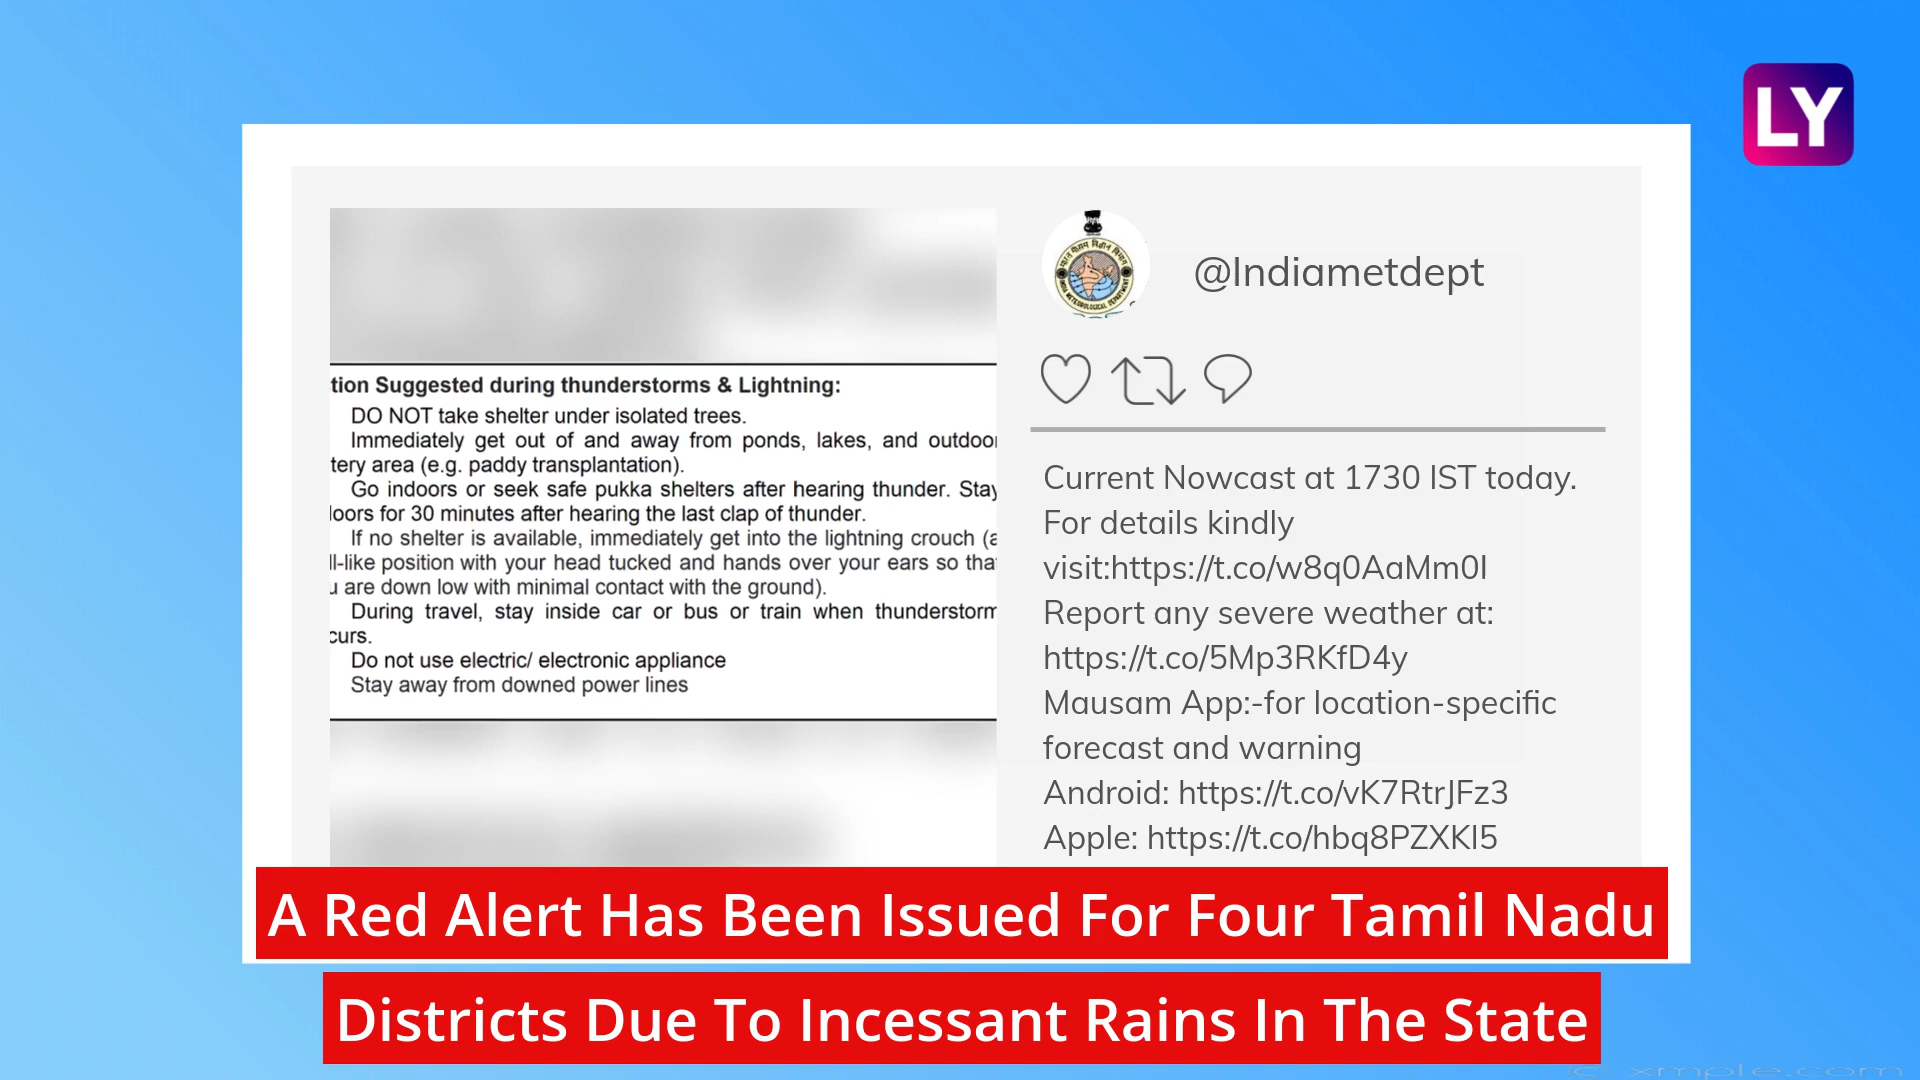 LY
tion Suggested during thunderstorms & Lightning:
DO NOT take shelter under isolated trees.
Immediately get out of and away from ponds, lakes, and outdoor
tery area (e.g. paddy transplantation).
Go indoors or seek safe pukka shelters after hearing thunder. Stay
loors for 30 minutes after hearing the last clap of thunder.
If no shelter is available, immediately get into the lightning crouch (a
ll-like position with your head tucked and hands over your ears so that
u are down low with minimal contact with the ground).
During travel, stay inside car or bus or train when thunderstorm
curs.
Do not use electric/ electronic appliance
Stay away from downed power lines
@Indiametdept
Current Nowcast at 1730 IST today.
For details kindly
visit:https://t.co/w8q0AaMm0I
Report any severe weather at:
https://t.co/5Mp3RKfD4y
Mausam App:-for location-specific
forecast and warning
Android: https://t.co/vK7RtrJFz3
Apple: https://t.co/hbq8PZXKI5
A Red Alert Has Been Issued For Four Tamil Nadu
Districts Due To Incessant Rains In The State